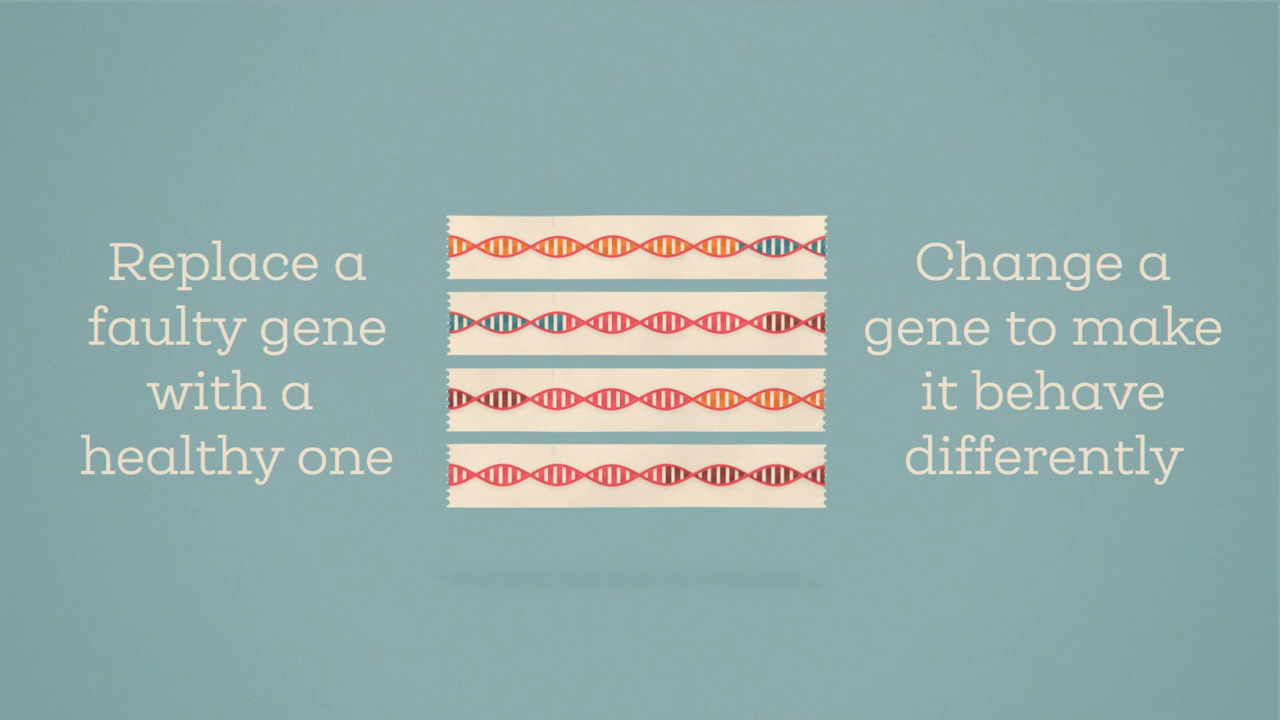 Replace a
faulty gene
with a
healthy one
Change a
gene to make
it behave
differently